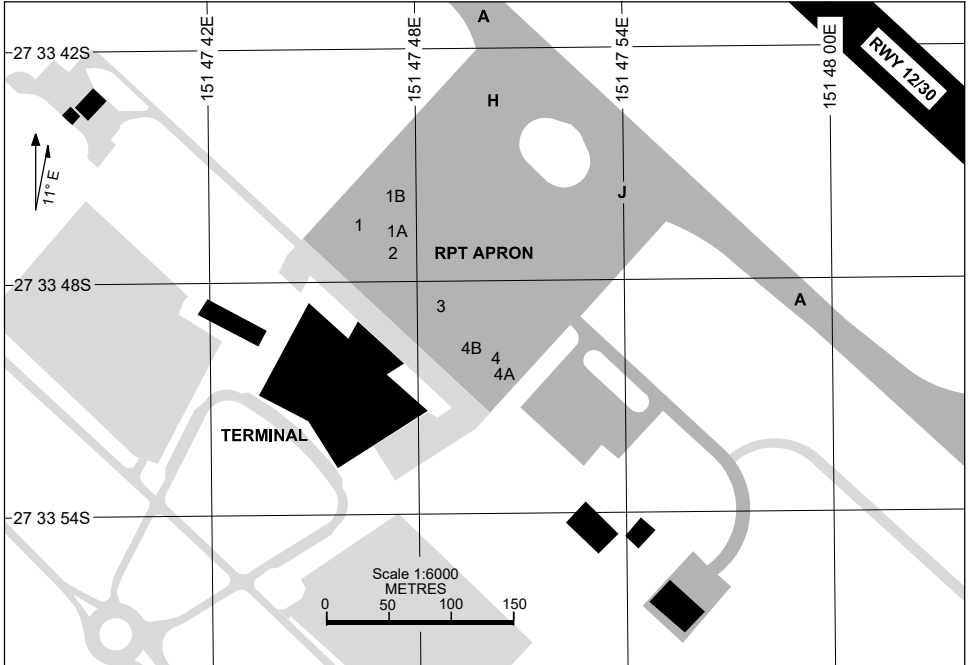 A
27 33 42S
151 47 42E
151 47 48E
151 47 54E
151 48 00E
RWY 12/30
H
11° E
1B
J
1
1A
2
RPT APRON
27 33 48S
A
3
4B
4
4A
TERMINAL
27 33 54S
Scale 1:6000
METRES
0 50 100 150